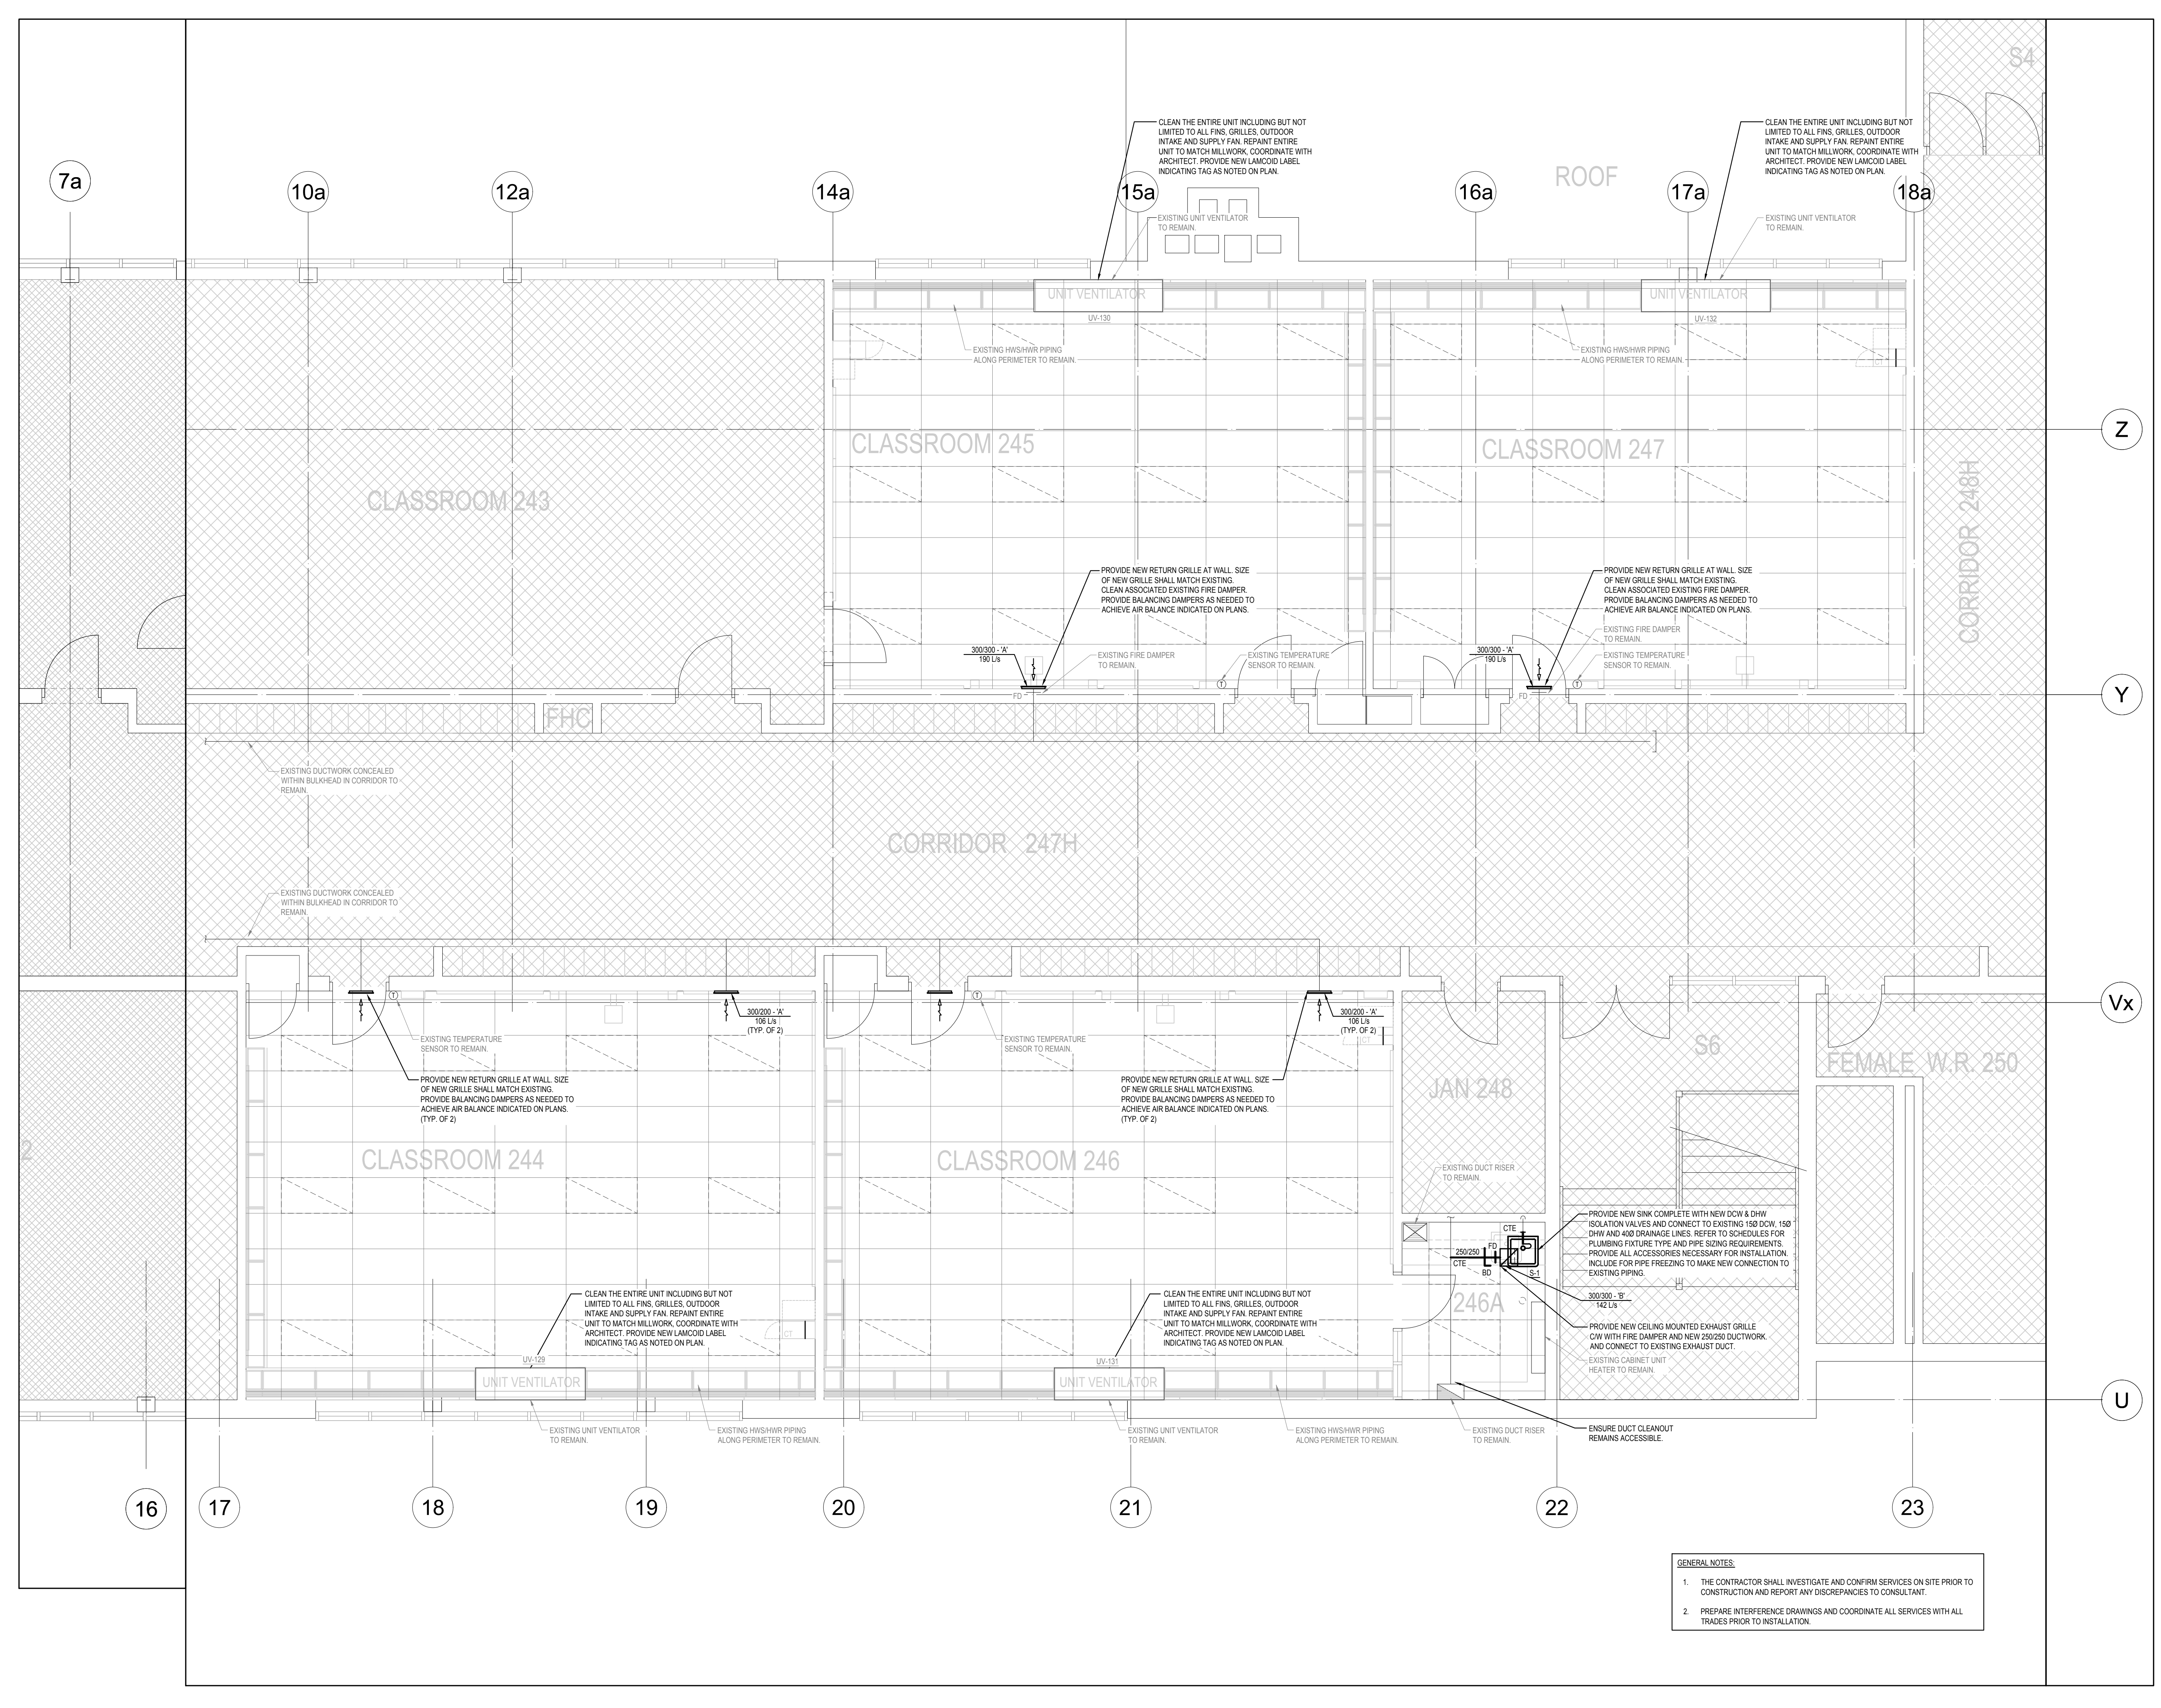 S4
CLEAN THE ENTIRE UNIT INCLUDING BUT NOT
LIMITED TO ALL FINS, GRILLES, OUTDOOR
INTAKE AND SUPPLY FAN. REPAINT ENTIRE
UNIT TO MATCH MILLWORK, COORDINATE WITH
ARCHITECT. PROVIDE NEW LAMCOID LABEL
INDICATING TAG AS NOTED ON PLAN.
CLEAN THE ENTIRE UNIT INCLUDING BUT NOT
LIMITED TO ALL FINS, GRILLES, OUTDOOR
INTAKE AND SUPPLY FAN. REPAINT ENTIRE
UNIT TO MATCH MILLWORK, COORDINATE WITH
ARCHITECT. PROVIDE NEW LAMCOID LABEL
INDICATING TAG AS NOTED ON PLAN.
ROOF
7a
10a
12a
14a
15a
16a
17a
18a
EXISTING UNIT VENTILATOR
TO REMAIN.
EXISTING UNIT VENTILATOR
TO REMAIN.
UNIT VENTILATOR
UNIT VENTILATOR
UV-130
UV-132
EXISTING HWS/HWR PIPING
ALONG PERIMETER TO REMAIN.
EXISTING HWS/HWR PIPING
ALONG PERIMETER TO REMAIN.
CT
Z
CLASSROOM 245
CLASSROOM 247
CLASSROOM 243
CORRIDOR 248H
PROVIDE NEW RETURN GRILLE AT WALL. SIZE
OF NEW GRILLE SHALL MATCH EXISTING.
CLEAN ASSOCIATED EXISTING FIRE DAMPER.
PROVIDE BALANCING DAMPERS AS NEEDED TO
ACHIEVE AIR BALANCE INDICATED ON PLANS.
PROVIDE NEW RETURN GRILLE AT WALL. SIZE
OF NEW GRILLE SHALL MATCH EXISTING.
CLEAN ASSOCIATED EXISTING FIRE DAMPER.
PROVIDE BALANCING DAMPERS AS NEEDED TO
ACHIEVE AIR BALANCE INDICATED ON PLANS.
300/300 - 'A'
190 L/s
EXISTING FIRE DAMPER
TO REMAIN.
EXISTING TEMPERATURE
SENSOR TO REMAIN.
300/300 - 'A'
190 L/s
EXISTING FIRE DAMPER
TO REMAIN.
EXISTING TEMPERATURE
SENSOR TO REMAIN.
T
T
FD
FD
Y
FHC
EXISTING DUCTWORK CONCEALED
WITHIN BULKHEAD IN CORRIDOR TO
REMAIN.
CORRIDOR 247H
EXISTING DUCTWORK CONCEALED
WITHIN BULKHEAD IN CORRIDOR TO
REMAIN.
T
T
Vx
300/200 - 'A'
106 L/s
(TYP. OF 2)
300/200 - 'A'
106 L/s
(TYP. OF 2)
CT
EXISTING TEMPERATURE
SENSOR TO REMAIN.
EXISTING TEMPERATURE
SENSOR TO REMAIN.
S6
FEMALE W.R. 250
JAN 248
PROVIDE NEW RETURN GRILLE AT WALL. SIZE
OF NEW GRILLE SHALL MATCH EXISTING.
PROVIDE BALANCING DAMPERS AS NEEDED TO
ACHIEVE AIR BALANCE INDICATED ON PLANS.
(TYP. OF 2)
PROVIDE NEW RETURN GRILLE AT WALL. SIZE
OF NEW GRILLE SHALL MATCH EXISTING.
PROVIDE BALANCING DAMPERS AS NEEDED TO
ACHIEVE AIR BALANCE INDICATED ON PLANS.
(TYP. OF 2)
2
CLASSROOM 244
CLASSROOM 246
EXISTING DUCT RISER
TO REMAIN.
PROVIDE NEW SINK COMPLETE WITH NEW DCW & DHW
ISOLATION VALVES AND CONNECT TO EXISTING 15Ø DCW, 15Ø
DHW AND 40Ø DRAINAGE LINES. REFER TO SCHEDULES FOR
PLUMBING FIXTURE TYPE AND PIPE SIZING REQUIREMENTS.
PROVIDE ALL ACCESSORIES NECESSARY FOR INSTALLATION.
INCLUDE FOR PIPE FREEZING TO MAKE NEW CONNECTION TO
EXISTING PIPING.
CTE
250/250
FD
CTE
BD
S-1
246A
300/300 - 'B'
142 L/s
PROVIDE NEW CEILING MOUNTED EXHAUST GRILLE
C/W WITH FIRE DAMPER AND NEW 250/250 DUCTWORK.
AND CONNECT TO EXISTING EXHAUST DUCT.
EXISTING CABINET UNIT
HEATER TO REMAIN.
CLEAN THE ENTIRE UNIT INCLUDING BUT NOT
LIMITED TO ALL FINS, GRILLES, OUTDOOR
INTAKE AND SUPPLY FAN. REPAINT ENTIRE
UNIT TO MATCH MILLWORK, COORDINATE WITH
ARCHITECT. PROVIDE NEW LAMCOID LABEL
INDICATING TAG AS NOTED ON PLAN.
CT
CLEAN THE ENTIRE UNIT INCLUDING BUT NOT
LIMITED TO ALL FINS, GRILLES, OUTDOOR
INTAKE AND SUPPLY FAN. REPAINT ENTIRE
UNIT TO MATCH MILLWORK, COORDINATE WITH
ARCHITECT. PROVIDE NEW LAMCOID LABEL
INDICATING TAG AS NOTED ON PLAN.
UV-129
UV-131
UNIT VENTILATOR
UNIT VENTILATOR
U
EXISTING UNIT VENTILATOR
TO REMAIN.
EXISTING HWS/HWR PIPING
ALONG PERIMETER TO REMAIN.
EXISTING UNIT VENTILATOR
TO REMAIN.
EXISTING HWS/HWR PIPING
ALONG PERIMETER TO REMAIN.
EXISTING DUCT RISER
TO REMAIN.
ENSURE DUCT CLEANOUT
REMAINS ACCESSIBLE.
16
17
18
19
20
21
22
23
GENERAL NOTES:
1. THE CONTRACTOR SHALL INVESTIGATE AND CONFIRM SERVICES ON SITE PRIOR TO
CONSTRUCTION AND REPORT ANY DISCREPANCIES TO CONSULTANT.
2. PREPARE INTERFERENCE DRAWINGS AND COORDINATE ALL SERVICES WITH ALL
TRADES PRIOR TO INSTALLATION.